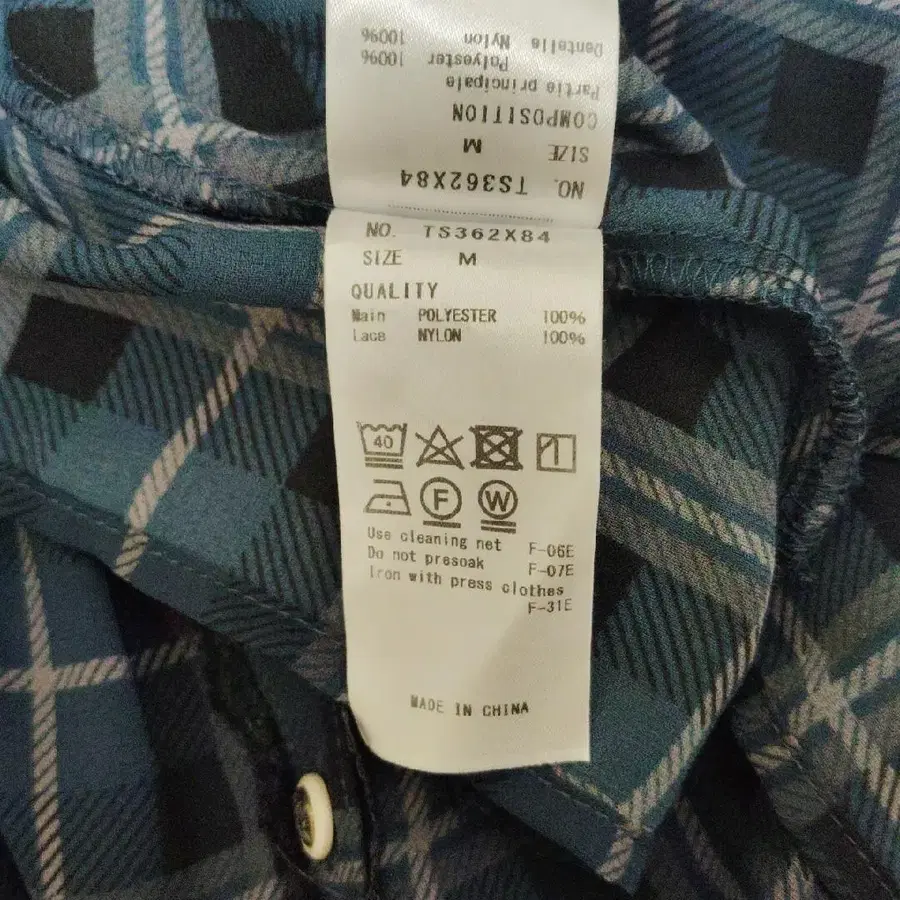 Dentelle Nylon 100%
Polyester 100%
Partie principale
COMPOSITION
SIZE M
NO. TS362X84
NO. TS362X84
SIZE M
QUALITY
Main POLYESTER 100%
Lace NYLON 100%
40
F W
Use cleaning net F-06E
Do not presoak F-07E
Iron with press clothes
F-31E
MADE IN CHINA